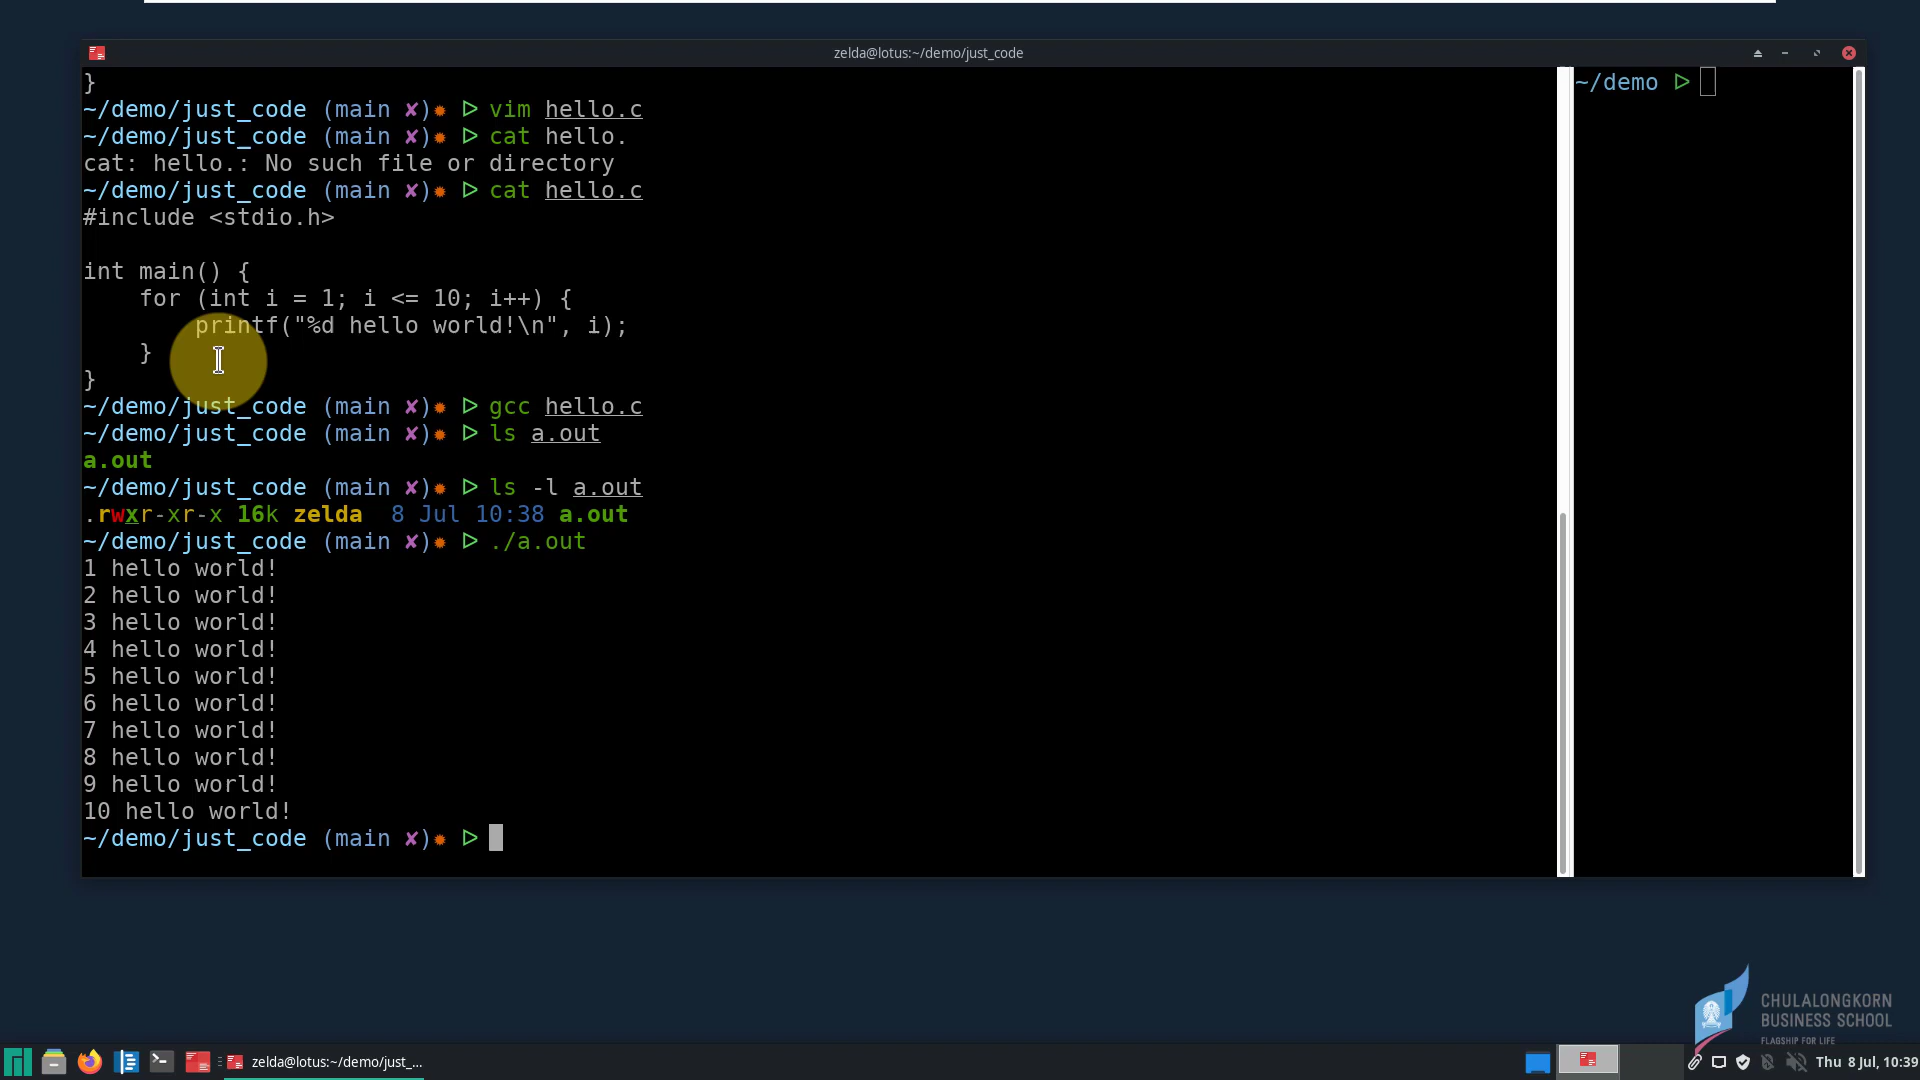 zelda@lotus:~/demo/just_code
}
~/demo/just_code (main ✘)✹ ▷ vim hello.c
~/demo/just_code (main ✘)✹ ▷ cat hello.
cat: hello.: No such file or directory
~/demo/just_code (main ✘)✹ ▷ cat hello.c
#include <stdio.h>
int main() {
    for (int i = 1; i <= 10; i++) {
        printf("%d hello world!\n", i);
    }
}
~/demo/just_code (main ✘)✹ ▷ gcc hello.c
~/demo/just_code (main ✘)✹ ▷ ls a.out
a.out
~/demo/just_code (main ✘)✹ ▷ ls -l a.out
.rwxr-xr-x 16k zelda  8 Jul 10:38 a.out
~/demo/just_code (main ✘)✹ ▷ ./a.out
1 hello world!
2 hello world!
3 hello world!
4 hello world!
5 hello world!
6 hello world!
7 hello world!
8 hello world!
9 hello world!
10 hello world!
~/demo/just_code (main ✘)✹ ▷
~/demo ▷
CHULALONGKORN
BUSINESS SCHOOL
FLAGSHIP FOR LIFE
zelda@lotus:~/demo/just_...
Thu 8 Jul, 10:39